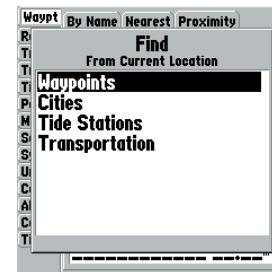 Waypt By Name Nearest Proximity
Find
From Current Location
Waypoints
Cities
Tide Stations
Transportation